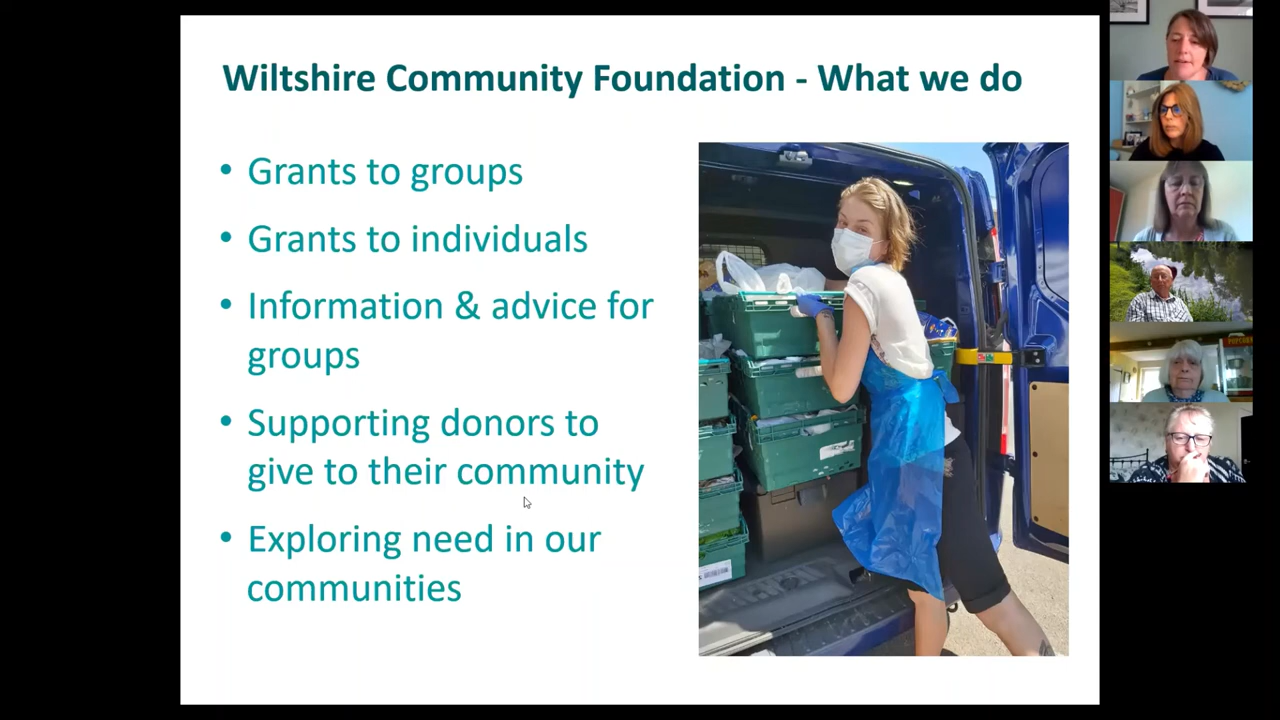 Wiltshire Community Foundation - What we do
• Grants to groups
• Grants to individuals
• Information & advice for
groups
• Supporting donors to
give to their community
• Exploring need in our
communities